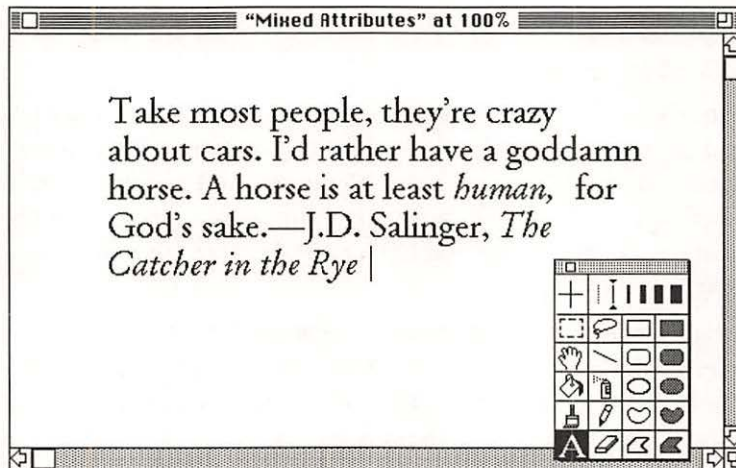 “Mixed Attributes” at 100%
Take most people, they’re crazy
about cars. I’d rather have a goddamn
horse. A horse is at least human, for
God’s sake.—J.D. Salinger, The
Catcher in the Rye
A